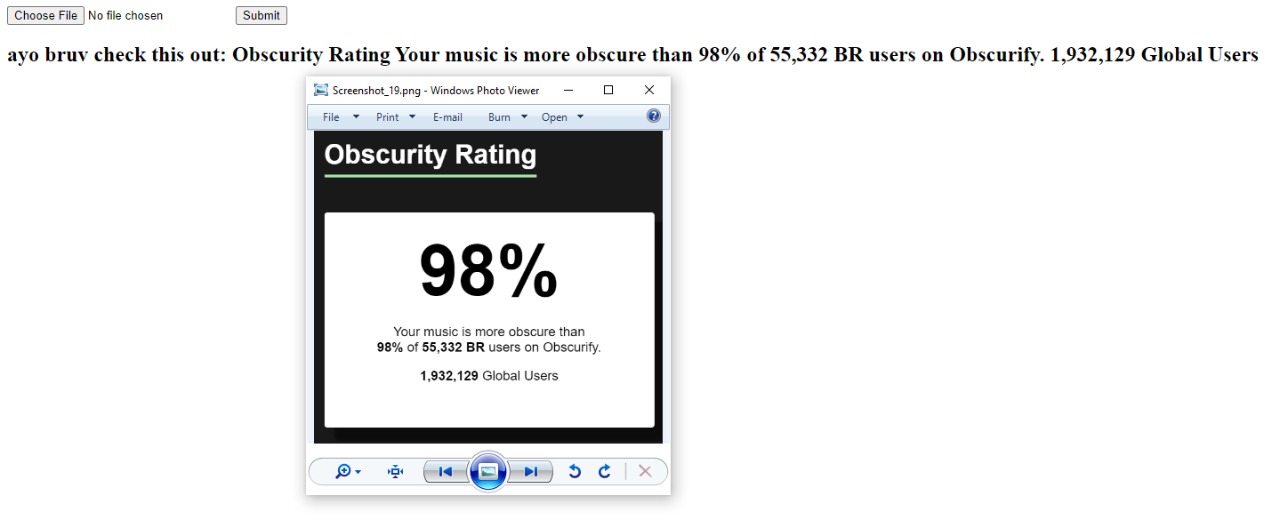 Choose File No file chosen Submit
ayo bruv check this out: Obscurity Rating Your music is more obscure than 98% of 55,332 BR users on Obscurify. 1,932,129 Global Users
Screenshot_19.png - Windows Photo Viewer
File Print E-mail Burn Open
Obscurity Rating
98%
Your music is more obscure than
98% of 55,332 BR users on Obscurify.
1,932,129 Global Users